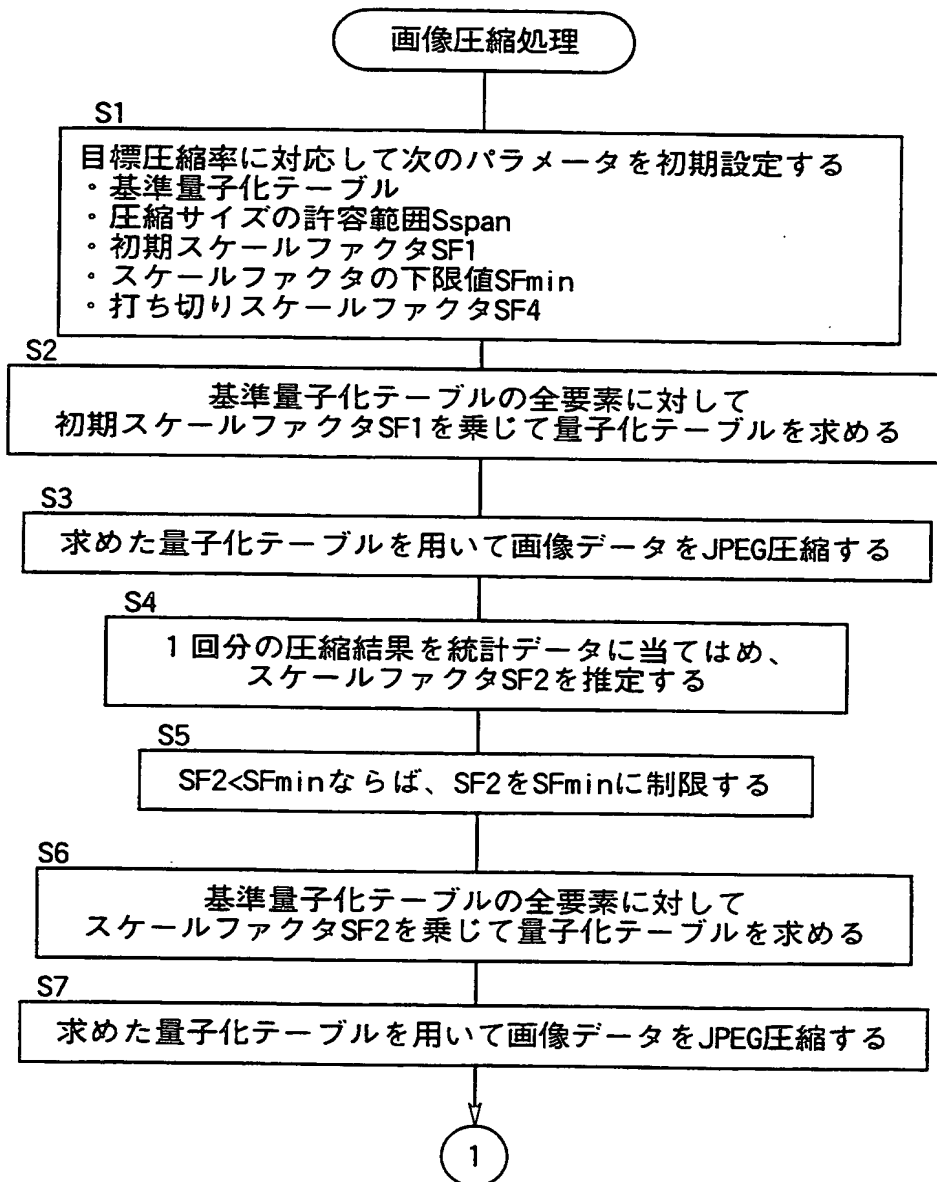 画像圧縮処理
S1
目標圧縮率に対応して次のパラメータを初期設定する
・基準量子化テーブル
・圧縮サイズの許容範囲Sspan
・初期スケールファクタSF1
・スケールファクタの下限値SFmin
・打ち切りスケールファクタSF4
S2
基準量子化テーブルの全要素に対して
初期スケールファクタSF1を乗じて量子化テーブルを求める
S3
求めた量子化テーブルを用いて画像データをJPEG圧縮する
S4
1回分の圧縮結果を統計データに当てはめ、
スケールファクタSF2を推定する
S5
SF2<SFminならば、SF2をSFminに制限する
S6
基準量子化テーブルの全要素に対して
スケールファクタSF2を乗じて量子化テーブルを求める
S7
求めた量子化テーブルを用いて画像データをJPEG圧縮する
1